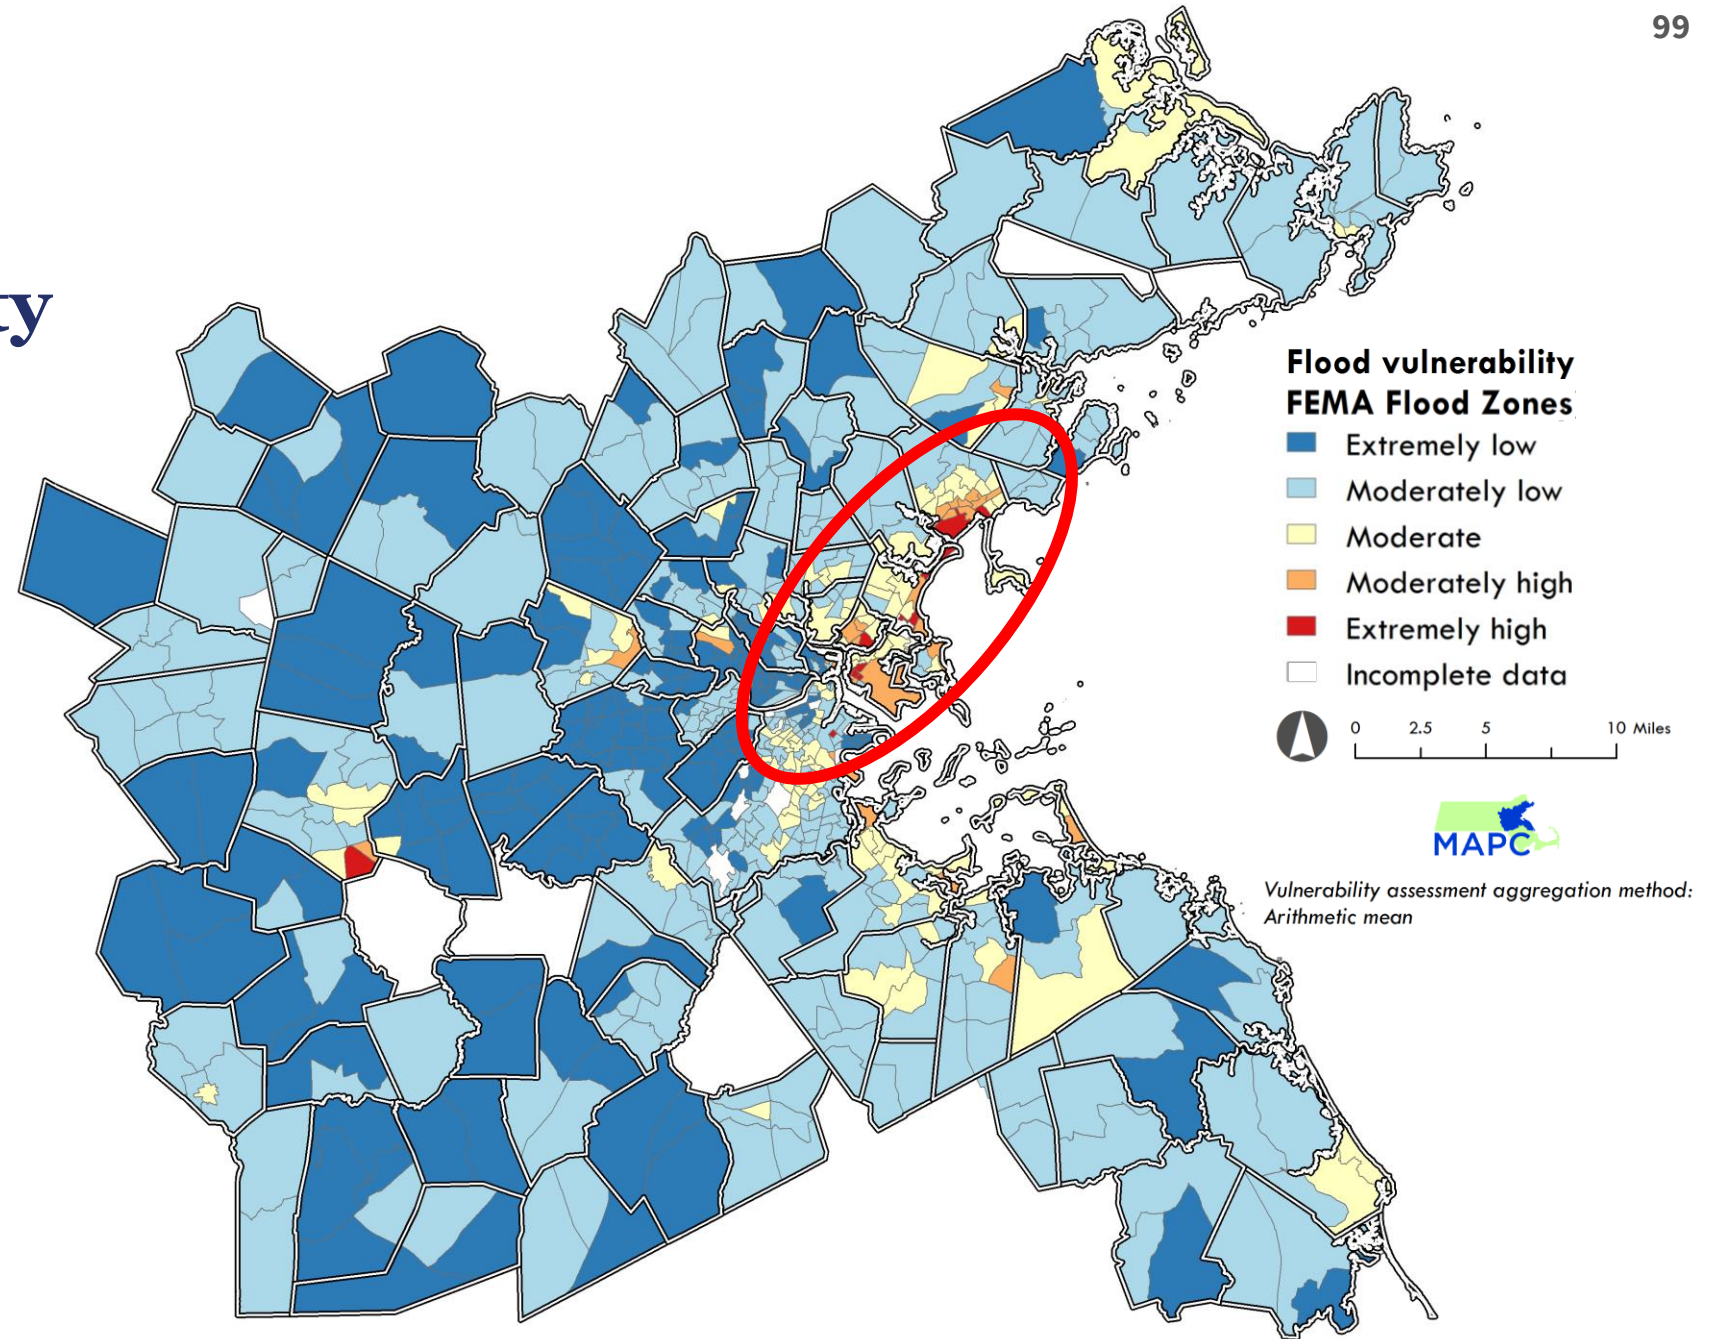 99
ty
Flood vulnerability
FEMA Flood Zones
Extremely low
Moderately low
Moderate
Moderately high
Extremely high
Incomplete data
0 2.5 5 10 Miles
MAPC
Vulnerability assessment aggregation method:
Arithmetic mean